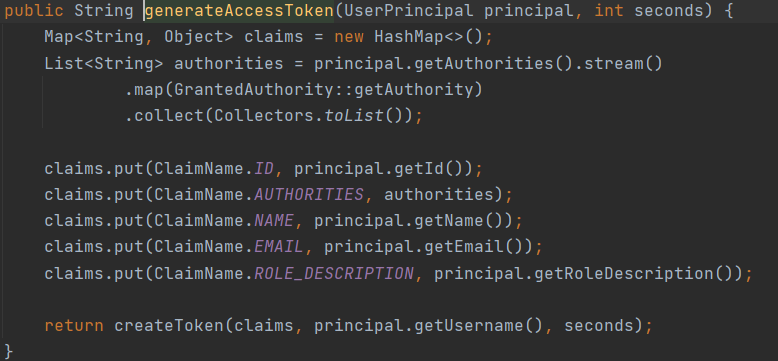 public String generateAccessToken(UserPrincipal principal, int seconds) {
    Map<String, Object> claims = new HashMap<>();
    List<String> authorities = principal.getAuthorities().stream()
            .map(GrantedAuthority::getAuthority)
            .collect(Collectors.toList());

    claims.put(ClaimName.ID, principal.getId());
    claims.put(ClaimName.AUTHORITIES, authorities);
    claims.put(ClaimName.NAME, principal.getName());
    claims.put(ClaimName.EMAIL, principal.getEmail());
    claims.put(ClaimName.ROLE_DESCRIPTION, principal.getRoleDescription());

    return createToken(claims, principal.getUsername(), seconds);
}